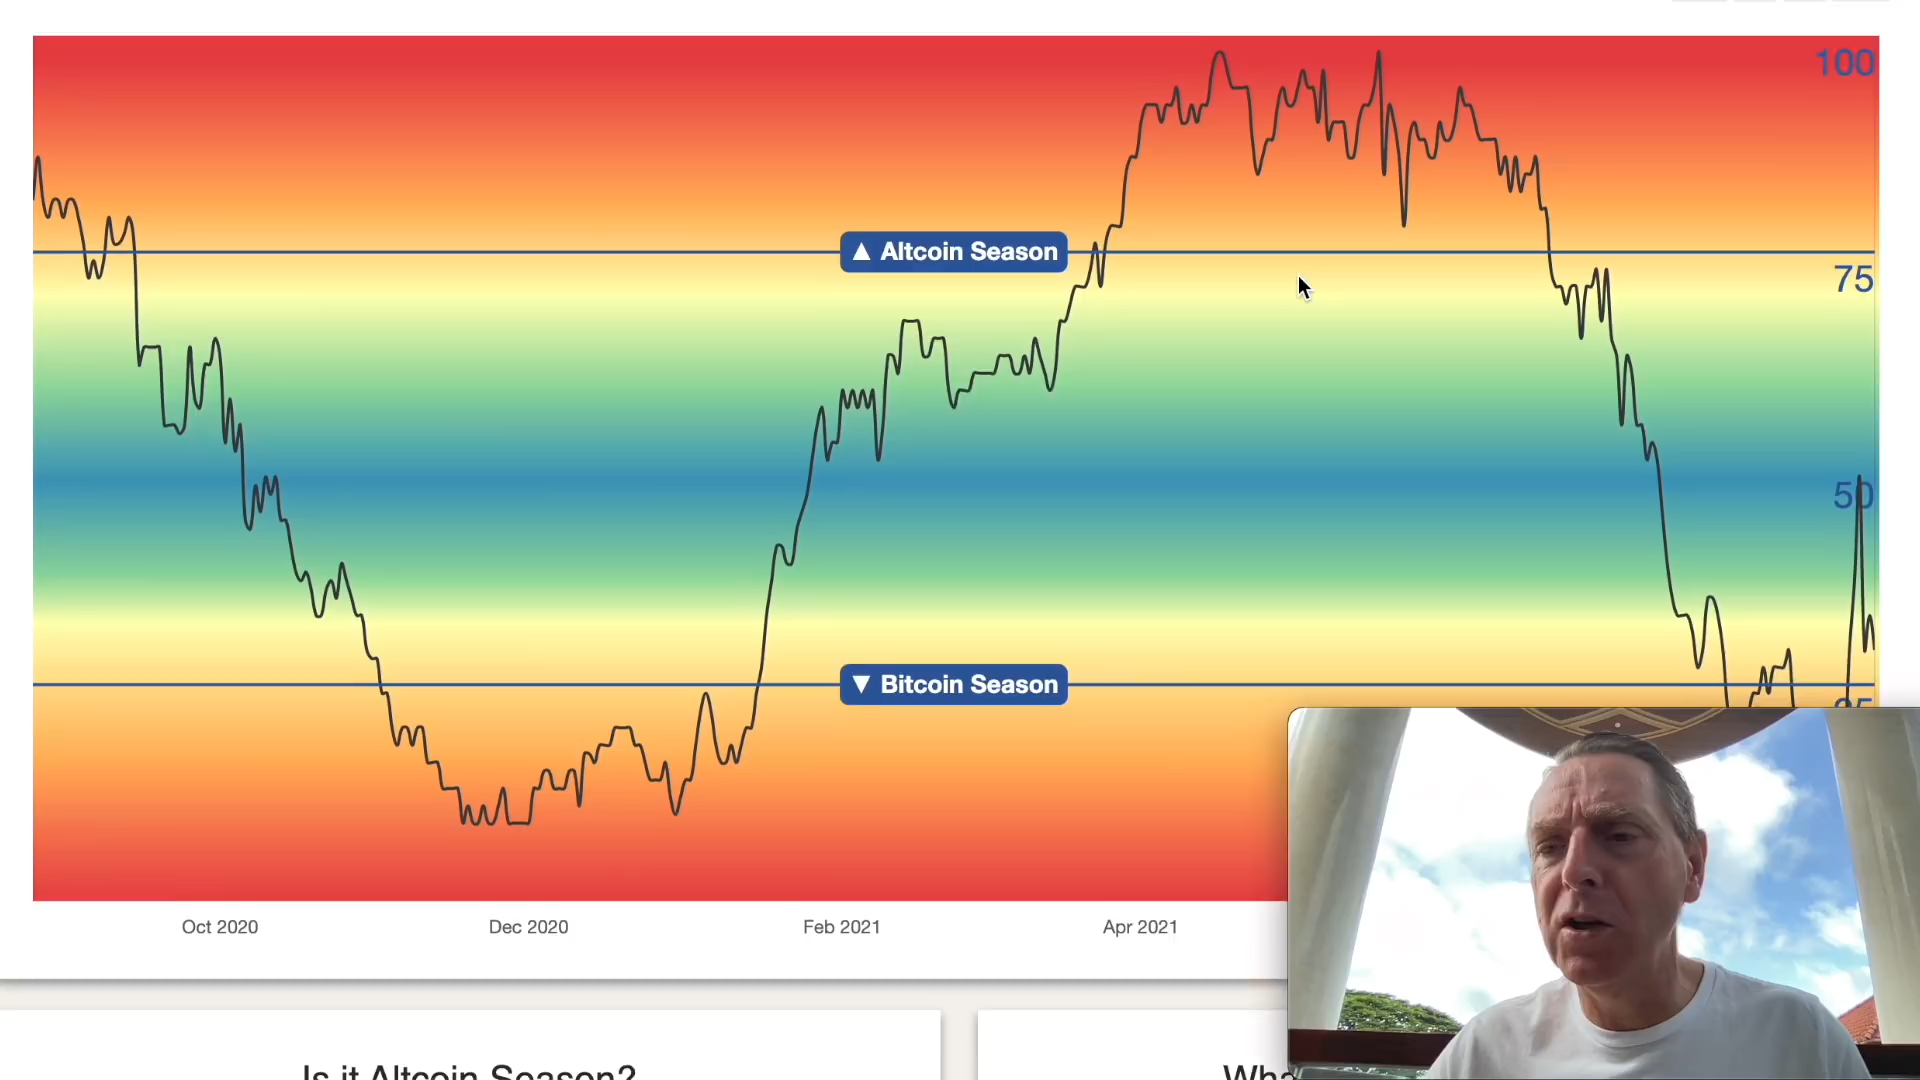 100
▲ Altcoin Season
75
50
▼ Bitcoin Season
Oct 2020 Dec 2020 Feb 2021 Apr 2021
Is it Altcoin Season?